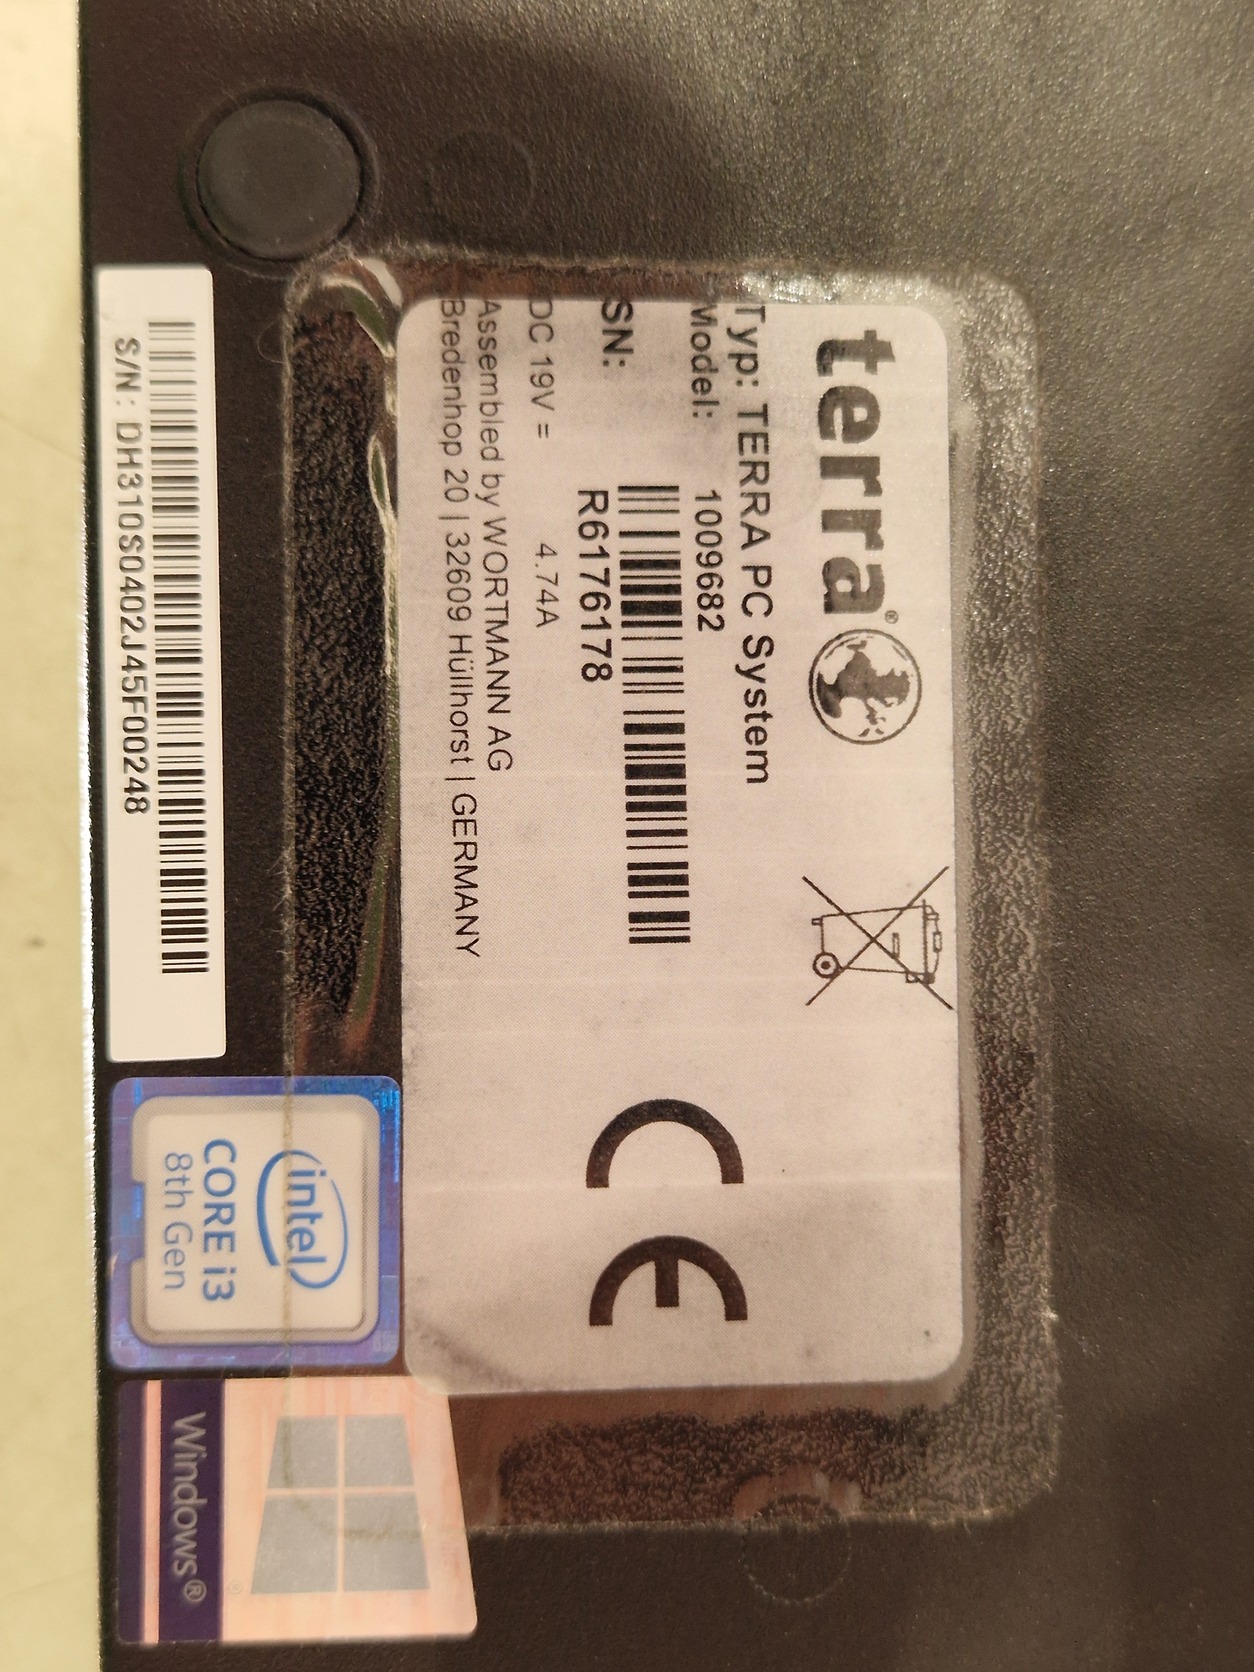 terra®
Typ: TERRA PC System
Model: 1009682
SN:
R6176178
DC 19V = 4.74A
Assembled by WORTMANN AG
Bredenhop 20 | 32609 Hüllhorst | GERMANY
CE
S/N: DH310S0402J45F00248
intel
CORE i3
8th Gen
Windows®